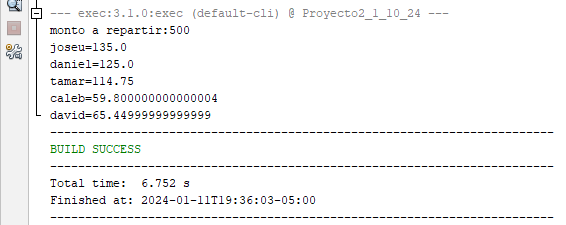 --- exec:3.1.0:exec (default-cli) @ Proyecto2_1_10_24 ---
monto a repartir:500
joseu=135.0
daniel=125.0
tamar=114.75
caleb=59.800000000000004
david=65.44999999999999
------------------------------------------------------------------------
BUILD SUCCESS
------------------------------------------------------------------------
Total time:  6.752 s
Finished at: 2024-01-11T19:36:03-05:00
------------------------------------------------------------------------